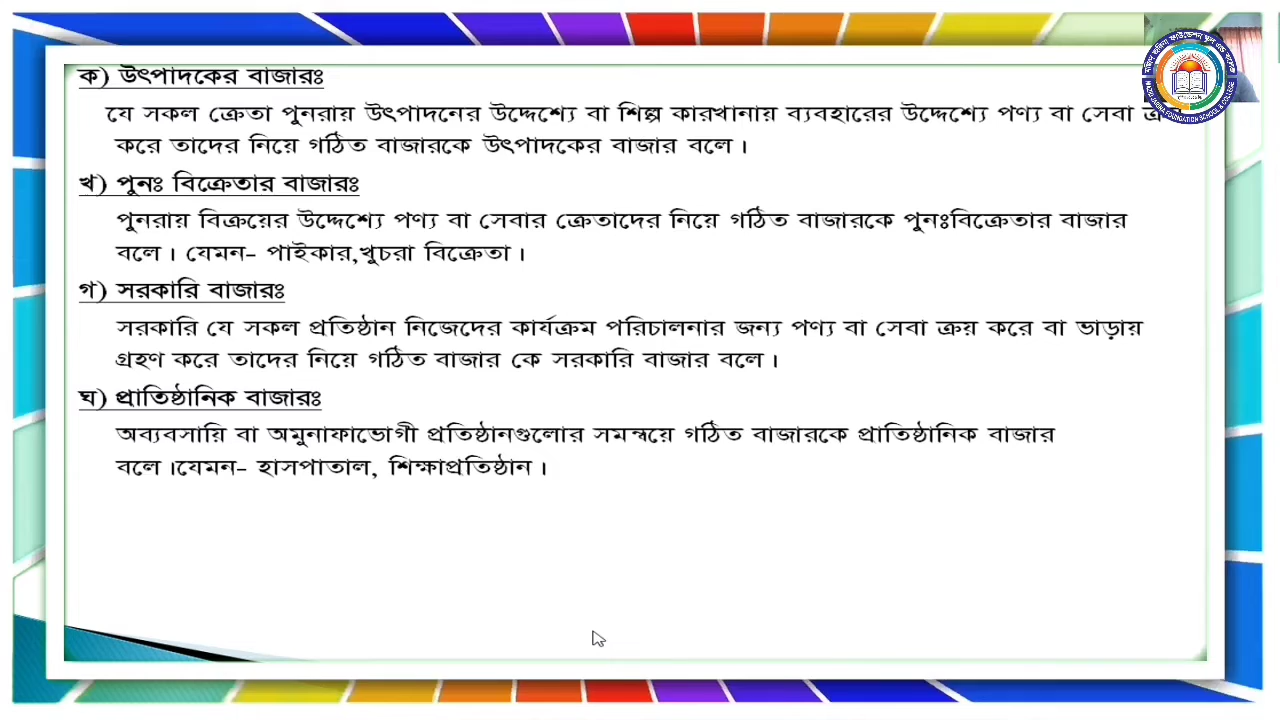 ক) উৎপাদকের বাজারঃ
যে সকল ক্রেতা পুনরায় উৎপাদনের উদ্দেশ্যে বা শিল্প কারখানায় ব্যবহারের উদ্দেশ্যে পণ্য বা সেবা
করে তাদের নিয়ে গঠিত বাজারকে উৎপাদকের বাজার বলে।
খ) পুনঃ বিক্রেতার বাজারঃ
পুনরায় বিক্রয়ের উদ্দেশ্যে পণ্য বা সেবার ক্রেতাদের নিয়ে গঠিত বাজারকে পুনঃবিক্রেতার বাজার
বলে। যেমন- পাইকার,খুচরা বিক্রেতা।
গ) সরকারি বাজারঃ
সরকারি যে সকল প্রতিষ্ঠান নিজেদের কার্যক্রম পরিচালনার জন্য পণ্য বা সেবা ক্রয় করে বা ভাড়ায়
গ্রহণ করে তাদের নিয়ে গঠিত বাজার কে সরকারি বাজার বলে।
ঘ) প্রাতিষ্ঠানিক বাজারঃ
অব্যবসায়ি বা অমুনাফাভোগী প্রতিষ্ঠানগুলোর সমন্বয়ে গঠিত বাজারকে প্রাতিষ্ঠানিক বাজার
বলে।যেমন- হাসপাতাল, শিক্ষাপ্রতিষ্ঠান।